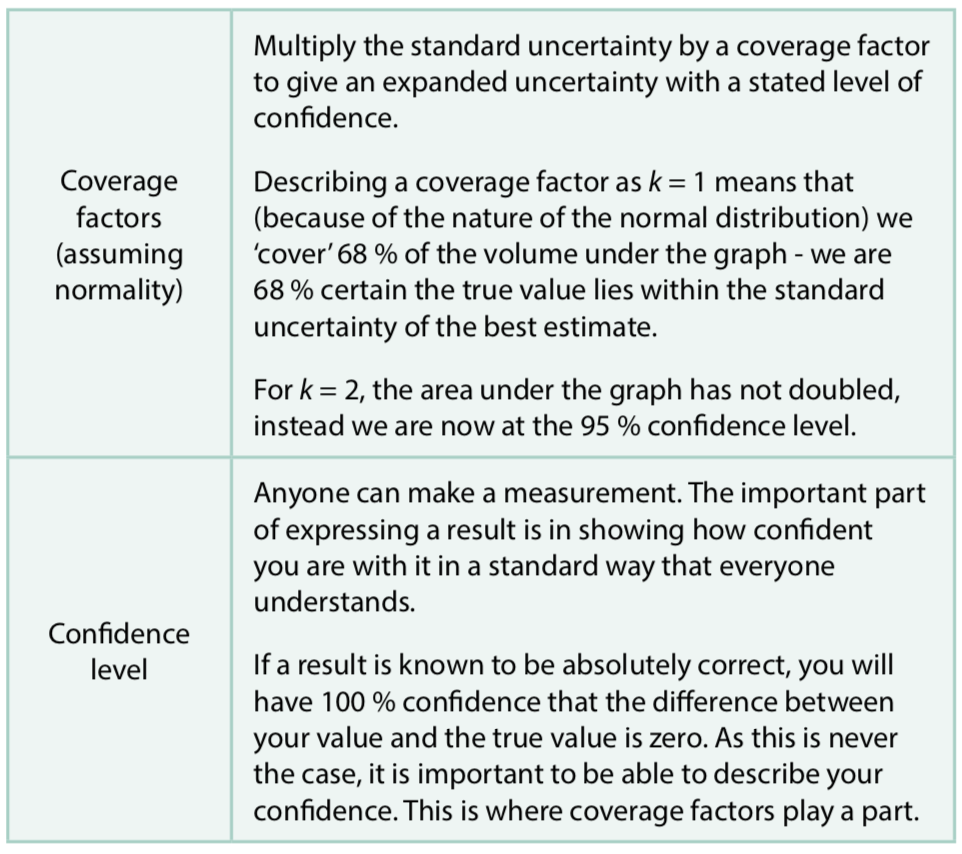 Coverage
factors
(assuming
normality)
Multiply the standard uncertainty by a coverage factor
to give an expanded uncertainty with a stated level of
confidence.
Describing a coverage factor as k = 1 means that
(because of the nature of the normal distribution) we
‘cover’ 68 % of the volume under the graph - we are
68 % certain the true value lies within the standard
uncertainty of the best estimate.
For k = 2, the area under the graph has not doubled,
instead we are now at the 95 % confidence level.
Confidence
level
Anyone can make a measurement. The important part
of expressing a result is in showing how confident
you are with it in a standard way that everyone
understands.
If a result is known to be absolutely correct, you will
have 100 % confidence that the difference between
your value and the true value is zero. As this is never
the case, it is important to be able to describe your
confidence. This is where coverage factors play a part.